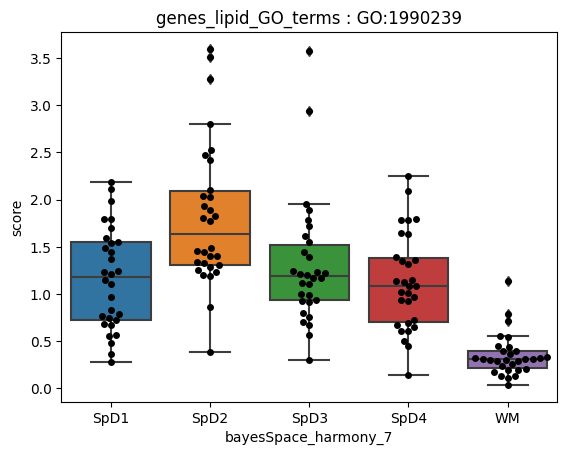 genes_lipid_GO_terms : GO:1990239
3.5
3.0
2.5
2.0
1.5
1.0
0.5
0.0
score
SpD1 SpD2 SpD3 SpD4 WM
bayesSpace_harmony_7